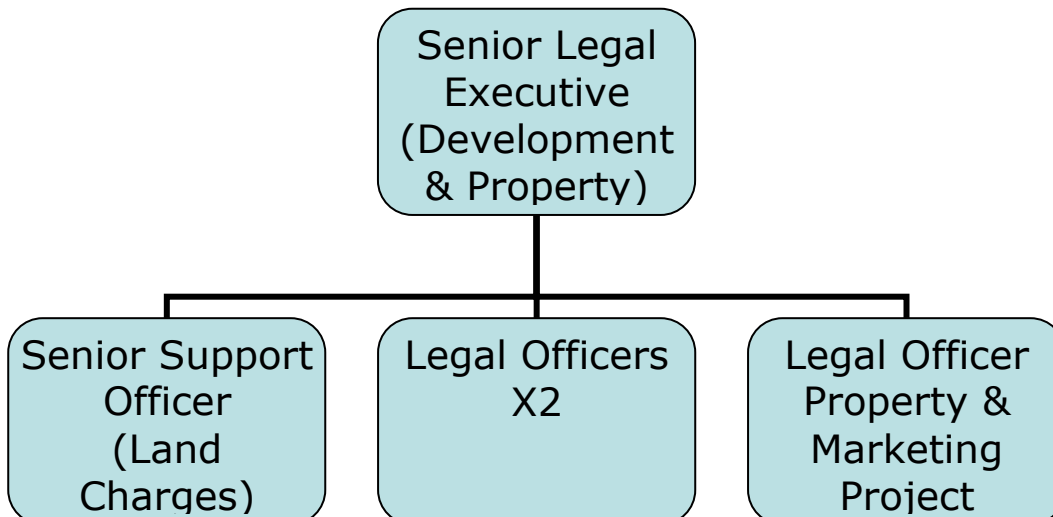 Senior Legal
Executive
(Development
& Property)
Senior Support
Officer
(Land
Charges)
Legal Officers
X2
Legal Officer
Property &
Marketing
Project